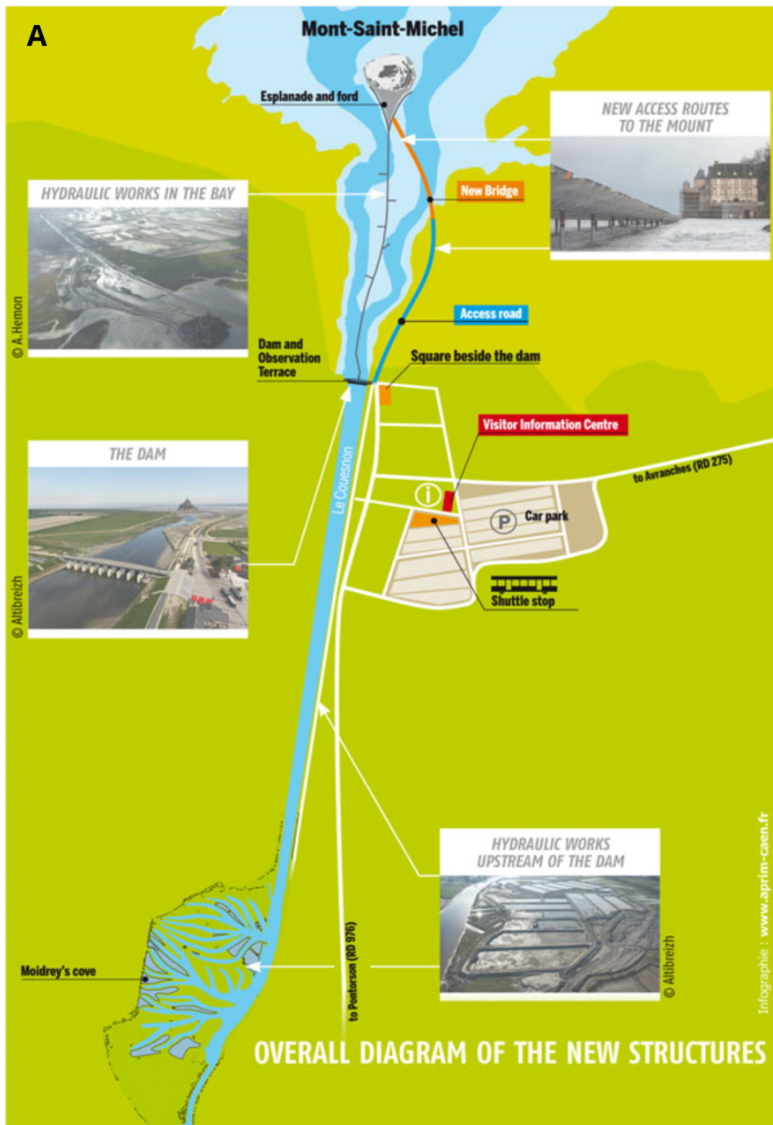 A
Mont-Saint-Michel
Esplanade and ford
NEW ACCESS ROUTES
TO THE MOUNT
HYDRAULIC WORKS IN THE BAY
New Bridge
© A.Hemon
Access road
Dam and
Observation
Terrace
Square beside the dam
Visitor Information Centre
THE DAM
Le Couesnon
to Avranches (RD 275)
i
P
Car park
© Altibreizh
Shuttle stop
HYDRAULIC WORKS
UPSTREAM OF THE DAM
Infographie : www.aprim-caen.fr
Moidrey's cove
to Pontorson (RD 976)
© Altibreizh
OVERALL DIAGRAM OF THE NEW STRUCTURES